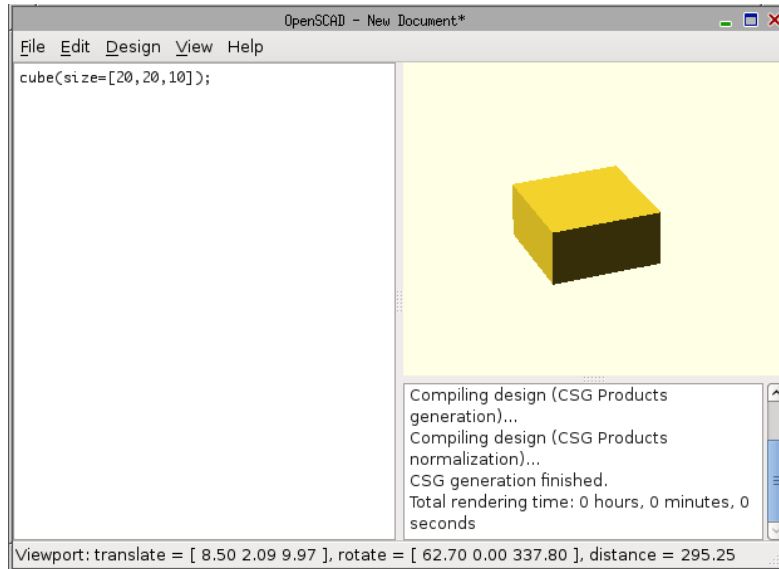 OpenSCAD - New Document*
File Edit Design View Help
cube(size=[20,20,10]);
Compiling design (CSG Products
generation)...
Compiling design (CSG Products
normalization)...
CSG generation finished.
Total rendering time: 0 hours, 0 minutes, 0
seconds
Viewport: translate = [ 8.50 2.09 9.97 ], rotate = [ 62.70 0.00 337.80 ], distance = 295.25